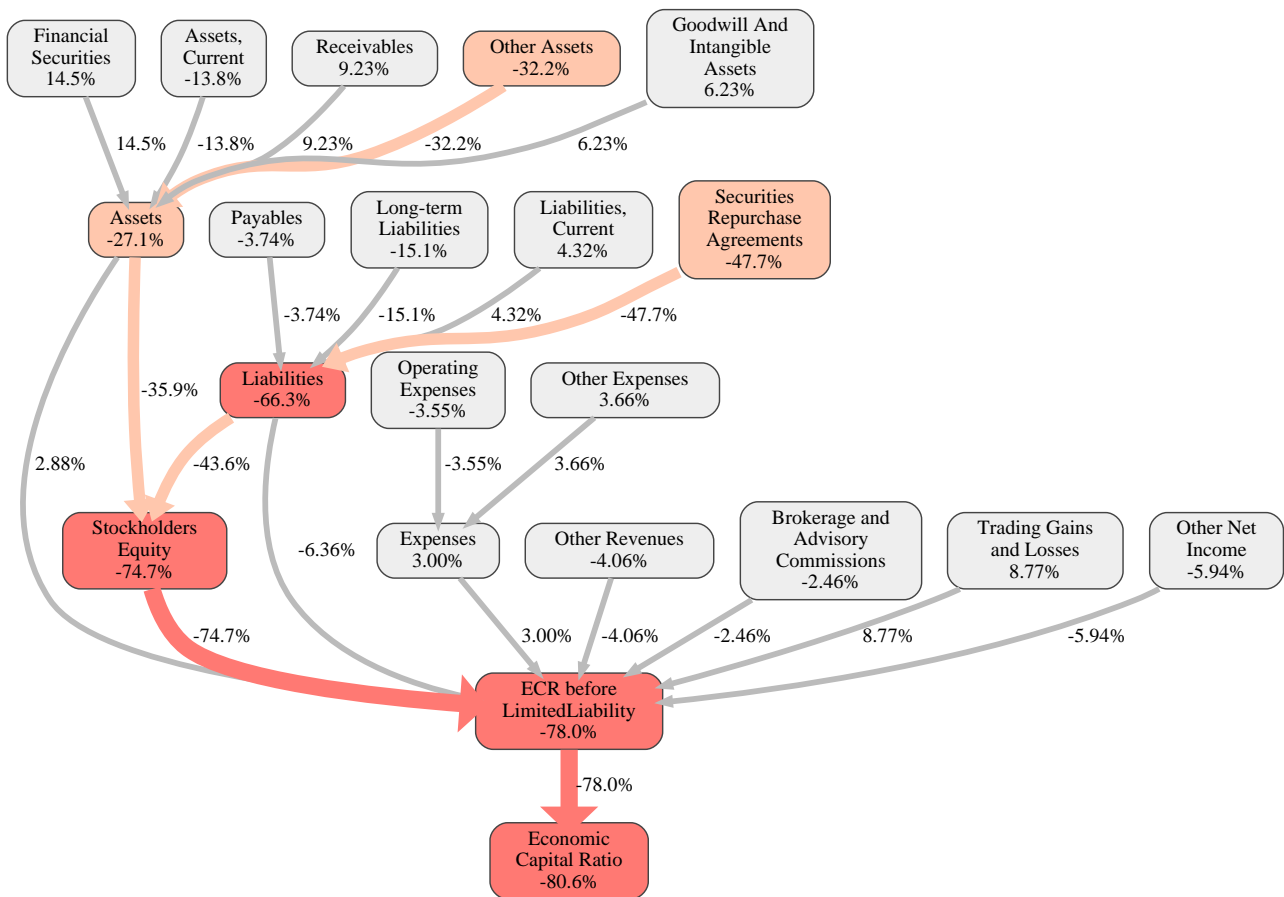 Financial
Securities
14.5%
Assets,
Current
-13.8%
Receivables
9.23%
Other Assets
-32.2%
Goodwill And
Intangible
Assets
6.23%
14.5%
-13.8%
9.23%
-32.2%
6.23%
Assets
-27.1%
Payables
-3.74%
Long-term
Liabilities
-15.1%
Liabilities,
Current
4.32%
Securities
Repurchase
Agreements
-47.7%
-3.74%
-15.1%
4.32%
-47.7%
Liabilities
-66.3%
Operating
Expenses
-3.55%
Other Expenses
3.66%
-35.9%
2.88%
-43.6%
-3.55%
3.66%
Stockholders
Equity
-74.7%
-6.36%
Expenses
3.00%
Other Revenues
-4.06%
Brokerage and
Advisory
Commissions
-2.46%
Trading Gains
and Losses
8.77%
Other Net
Income
-5.94%
-74.7%
3.00%
-4.06%
-2.46%
8.77%
-5.94%
ECR before
LimitedLiability
-78.0%
-78.0%
Economic
Capital Ratio
-80.6%